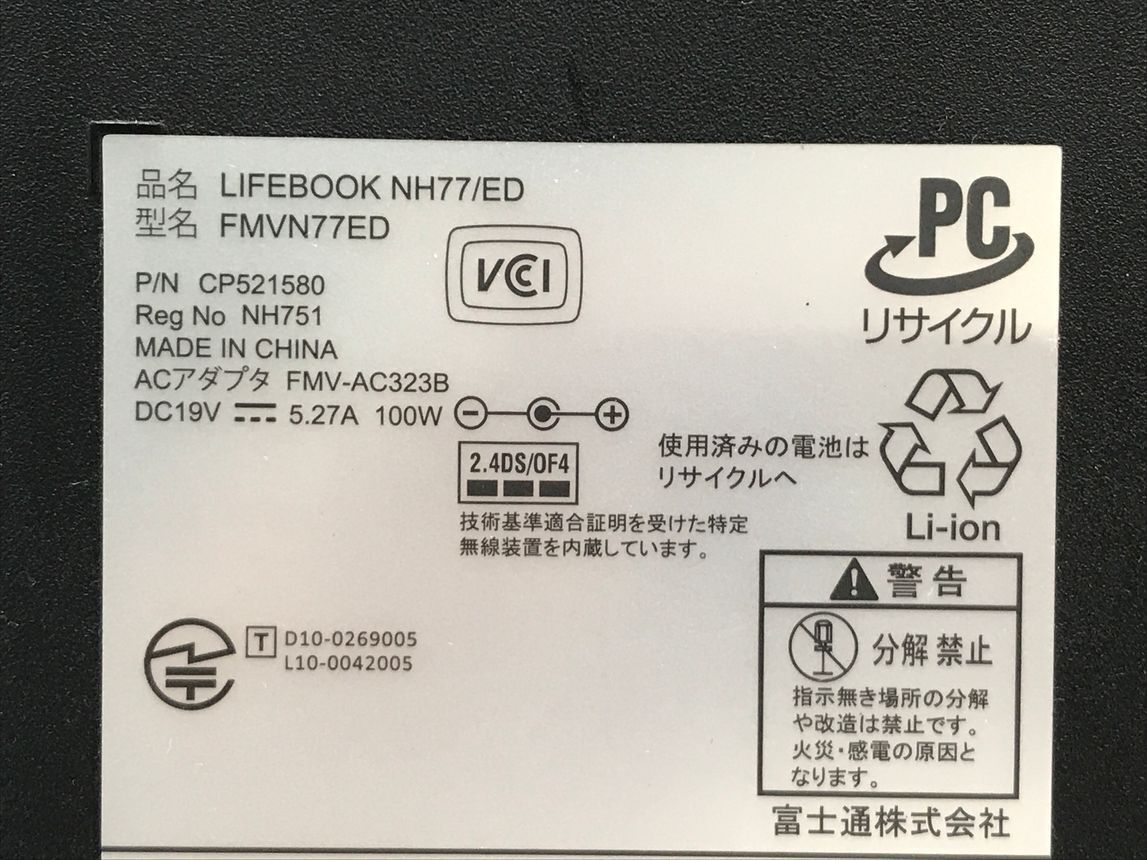 品名 LIFEBOOK NH77/ED
型名 FMVN77ED
VCCI
P/N CP521580
Reg No NH751
MADE IN CHINA
ACアダプタ FMV-AC323B
DC19V 5.27A 100W
2.4DS/OF4
技術基準適合証明を受けた特定
無線装置を内蔵しています。
PC
リサイクル
使用済みの電池は
リサイクルへ
Li-ion
T D10-0269005
L10-0042005
警告
分解禁止
指示無き場所の分解
や改造は禁止です。
火災・感電の原因と
なります。
富士通株式会社